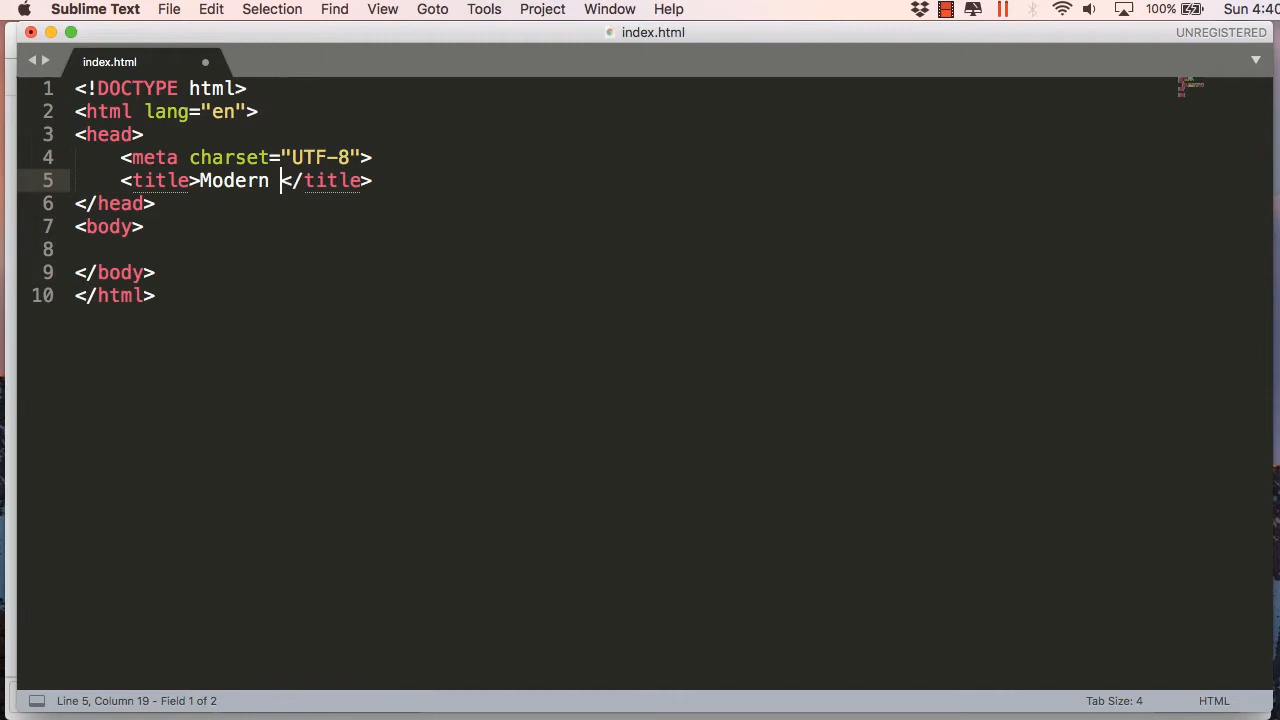 Sublime Text File Edit Selection Find View Goto Tools Project Window Help 100% Sun 4:40
index.html UNREGISTERED
index.html
1 <!DOCTYPE html>
2 <html lang="en">
3 <head>
4 <meta charset="UTF-8">
5 <title>Modern </title>
6 </head>
7 <body>
8
9 </body>
10 </html>
Line 5, Column 19 - Field 1 of 2 Tab Size: 4 HTML